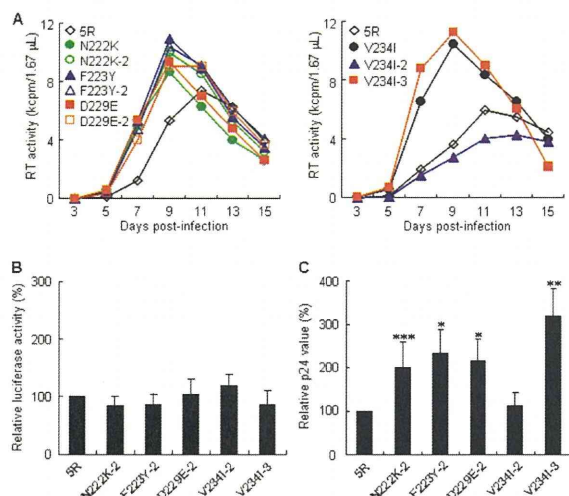 A
RT activity (kcpm/1.67 μL)
12
8
4
0
3 5 7 9 11 13 15
Days post-infection
5R
N222K
N222K-2
F223Y
F223Y-2
D229E
D229E-2
RT activity (kcpm/1.67 μL)
12
8
4
0
3 5 7 9 11 13 15
Days post-infection
5R
V234I
V234I-2
V234I-3
B
Relative luciferase activity (%)
300
200
100
0
5R
N222K-2
F223Y-2
D229E-2
V234I-2
V234I-3
C
Relative p24 value (%)
400
300
200
100
0
***
*
*
**
5R
N222K-2
F223Y-2
D229E-2
V234I-2
V234I-3